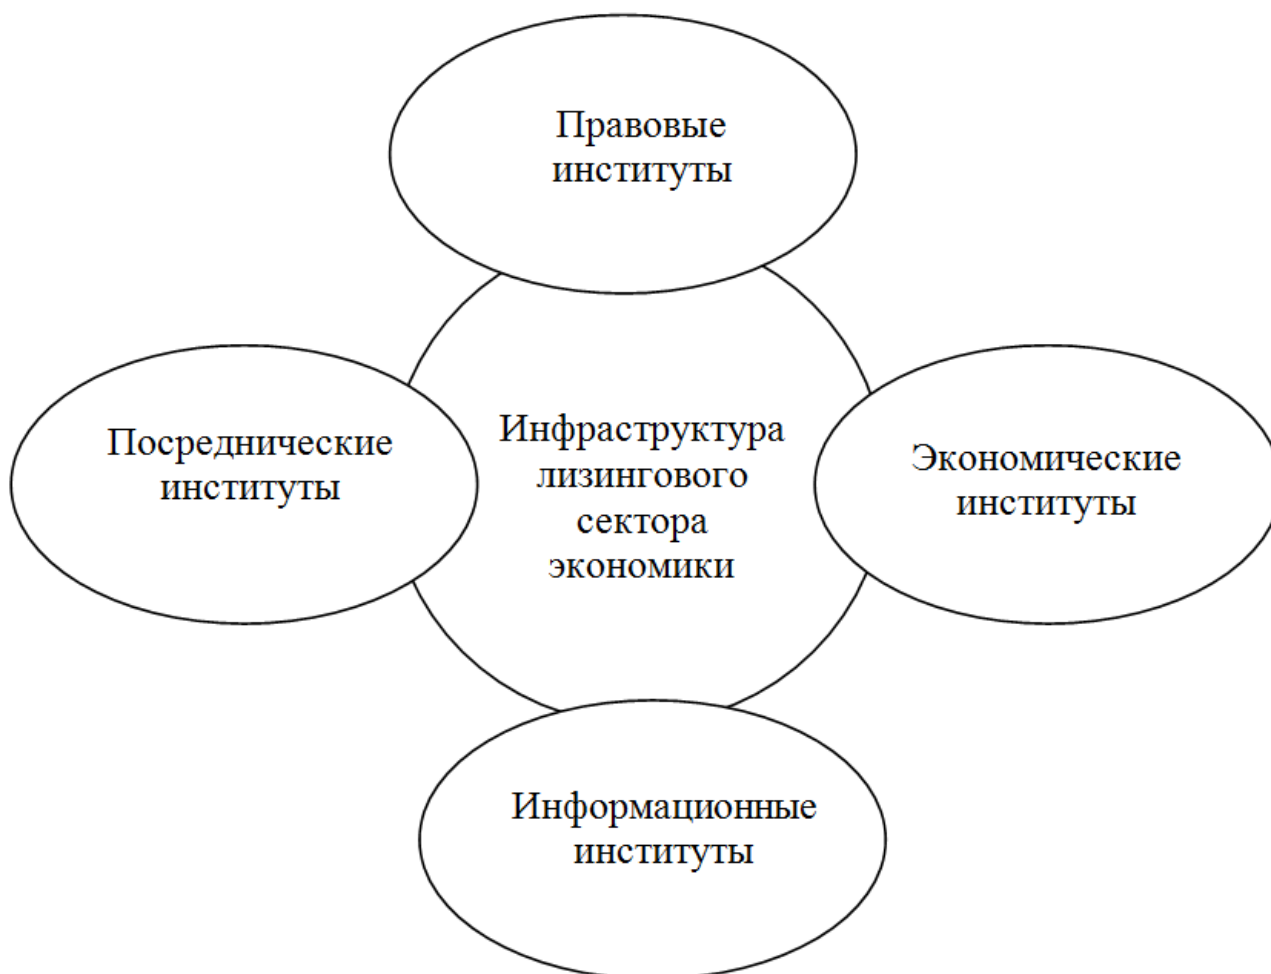 Правовые
институты
Посреднические
институты
Инфраструктура
лизингового
сектора
экономики
Экономические
институты
Информационные
институты